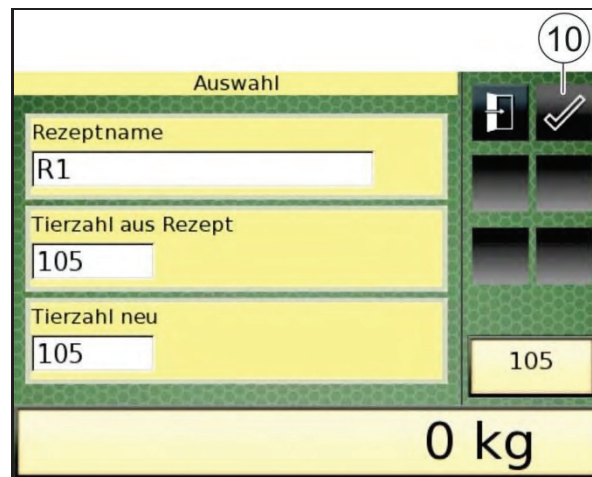 10
Auswahl
Rezeptname
R1
Tierzahl aus Rezept
105
Tierzahl neu
105
105
0 kg